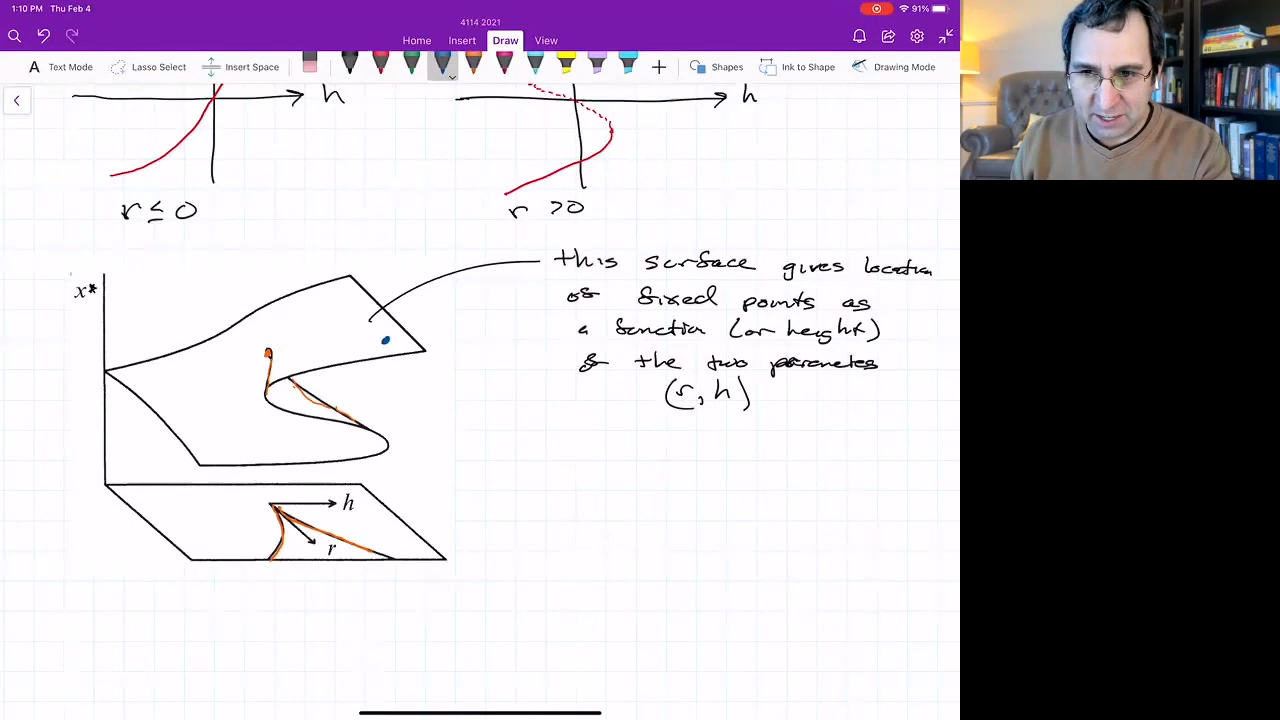 1:10 PM Thu Feb 4
91%
4114 2021
Home Insert Draw View
A Text Mode Lasso Select Insert Space Shapes Ink to Shape Drawing Mode
h
h
r ≤ 0
r > 0
x*
this surface gives location
of fixed points as
a function (or height)
of the two parameters
(r, h)
h
r